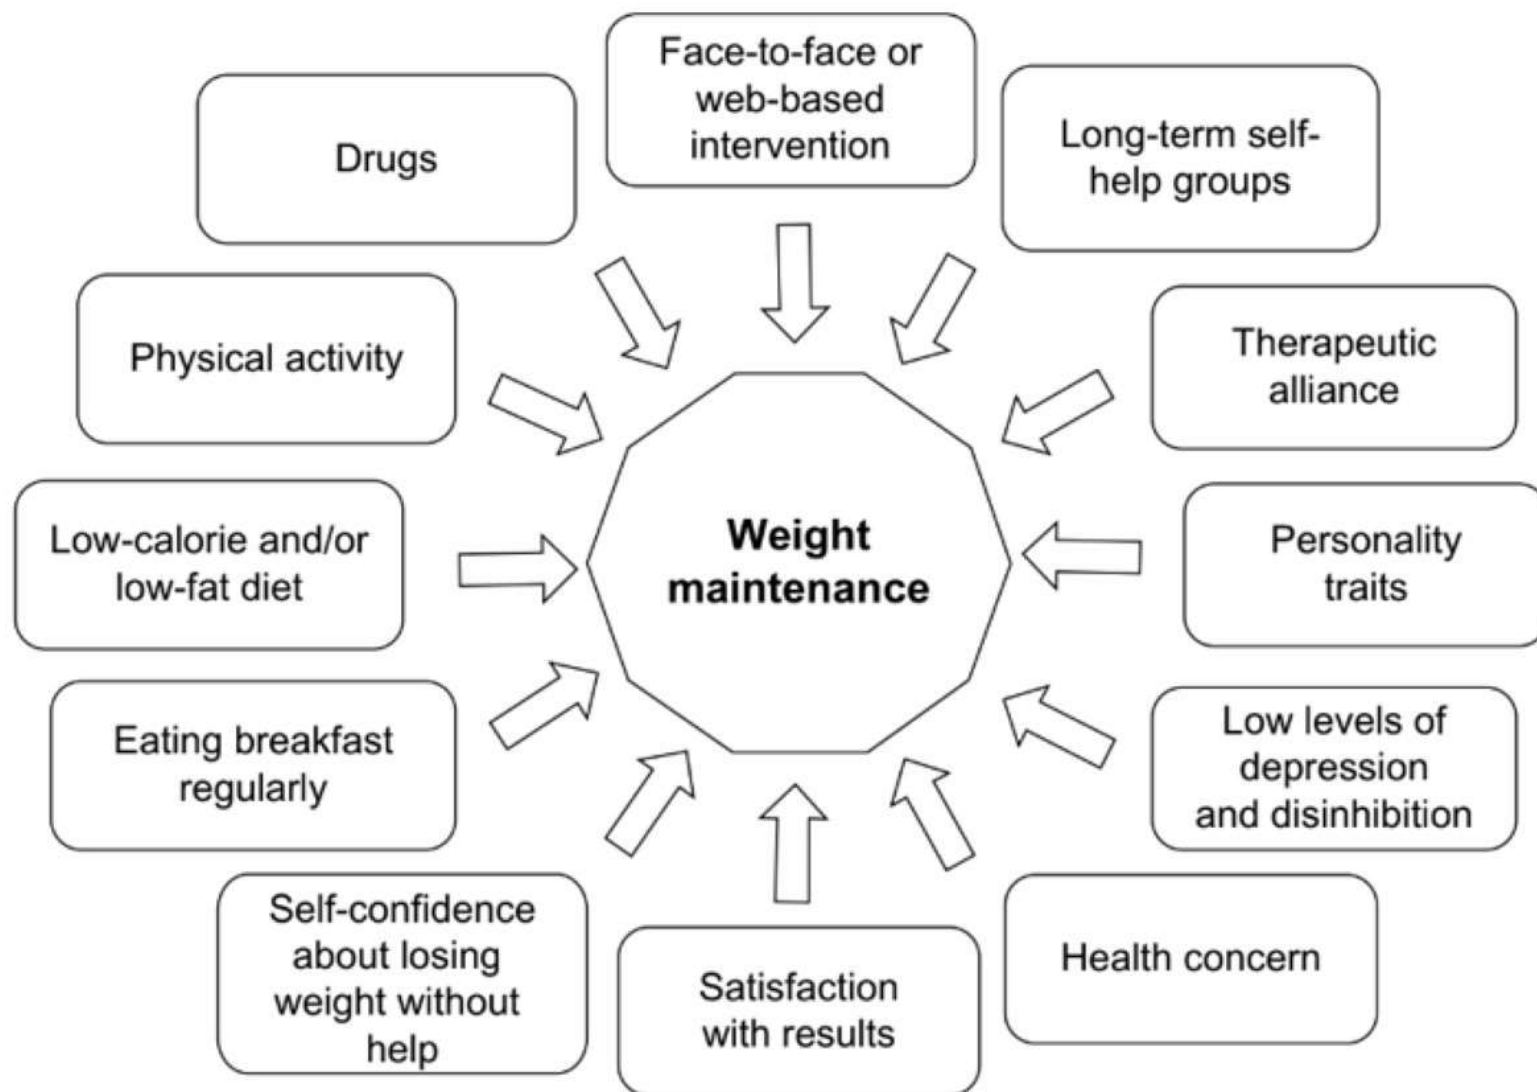 Face-to-face or
web-based
intervention
Drugs
Long-term self-
help groups
Physical activity
Therapeutic
alliance
Low-calorie and/or
low-fat diet
Weight
maintenance
Personality
traits
Eating breakfast
regularly
Low levels of
depression
and disinhibition
Self-confidence
about losing
weight without
help
Satisfaction
with results
Health concern